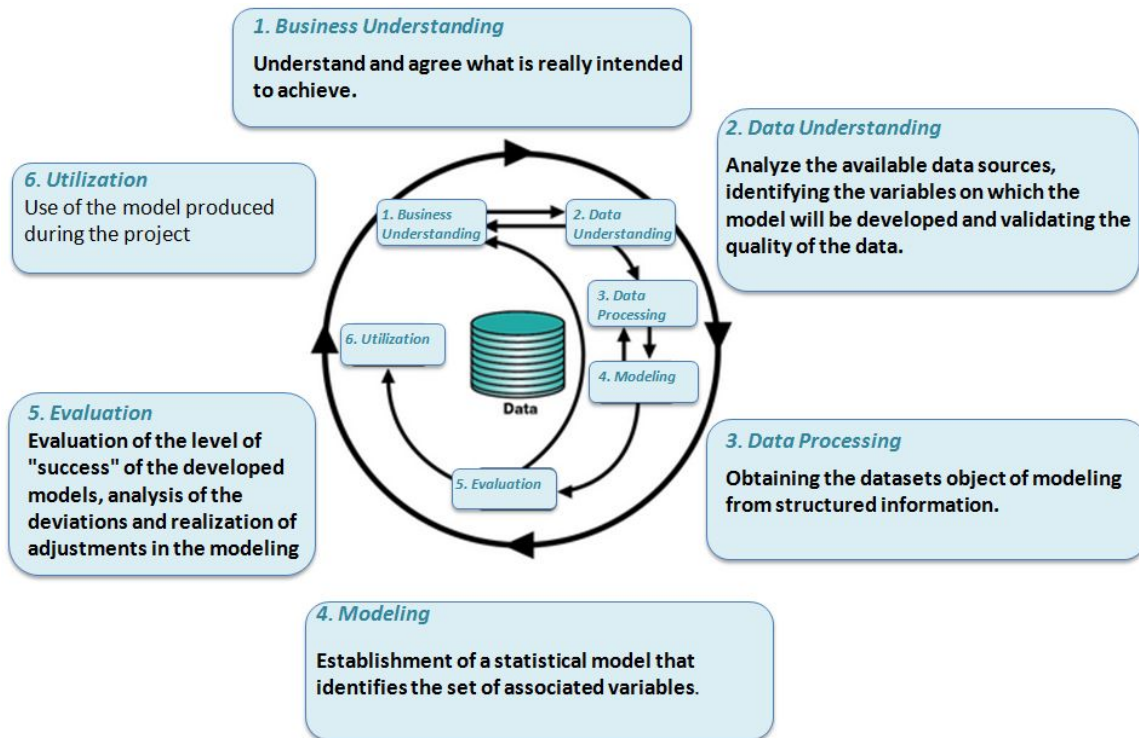 1. Business Understanding
Understand and agree what is really intended
to achieve.
2. Data Understanding
Analyze the available data sources,
identifying the variables on which the
model will be developed and validating the
quality of the data.
6. Utilization
Use of the model produced
during the project
1. Business
Understanding
2. Data
Understanding
3. Data
Processing
6. Utilization
4. Modeling
Data
5. Evaluation
5. Evaluation
Evaluation of the level of
"success" of the developed
models, analysis of the
deviations and realization of
adjustments in the modeling
3. Data Processing
Obtaining the datasets object of modeling
from structured information.
4. Modeling
Establishment of a statistical model that
identifies the set of associated variables.